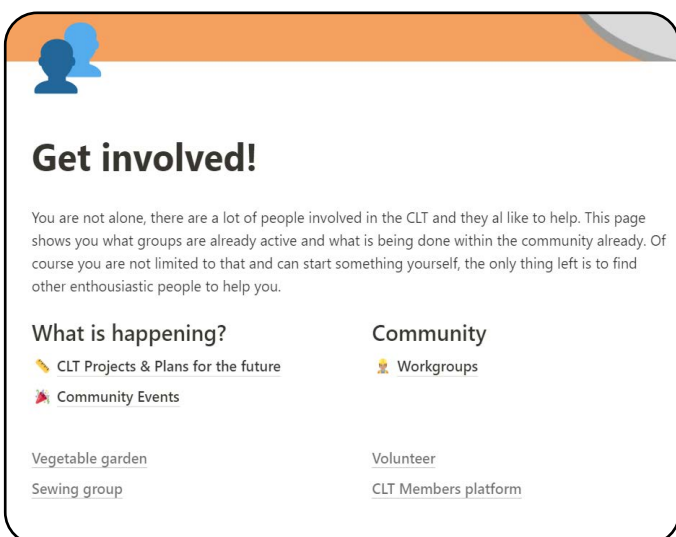 Get involved!
You are not alone, there are a lot of people involved in the CLT and they al like to help. This page
shows you what groups are already active and what is being done within the community already. Of
course you are not limited to that and can start something yourself, the only thing left is to find
other enthousiastic people to help you.
What is happening?
CLT Projects & Plans for the future
Community Events
Vegetable garden
Sewing group
Community
Workgroups
Volunteer
CLT Members platform